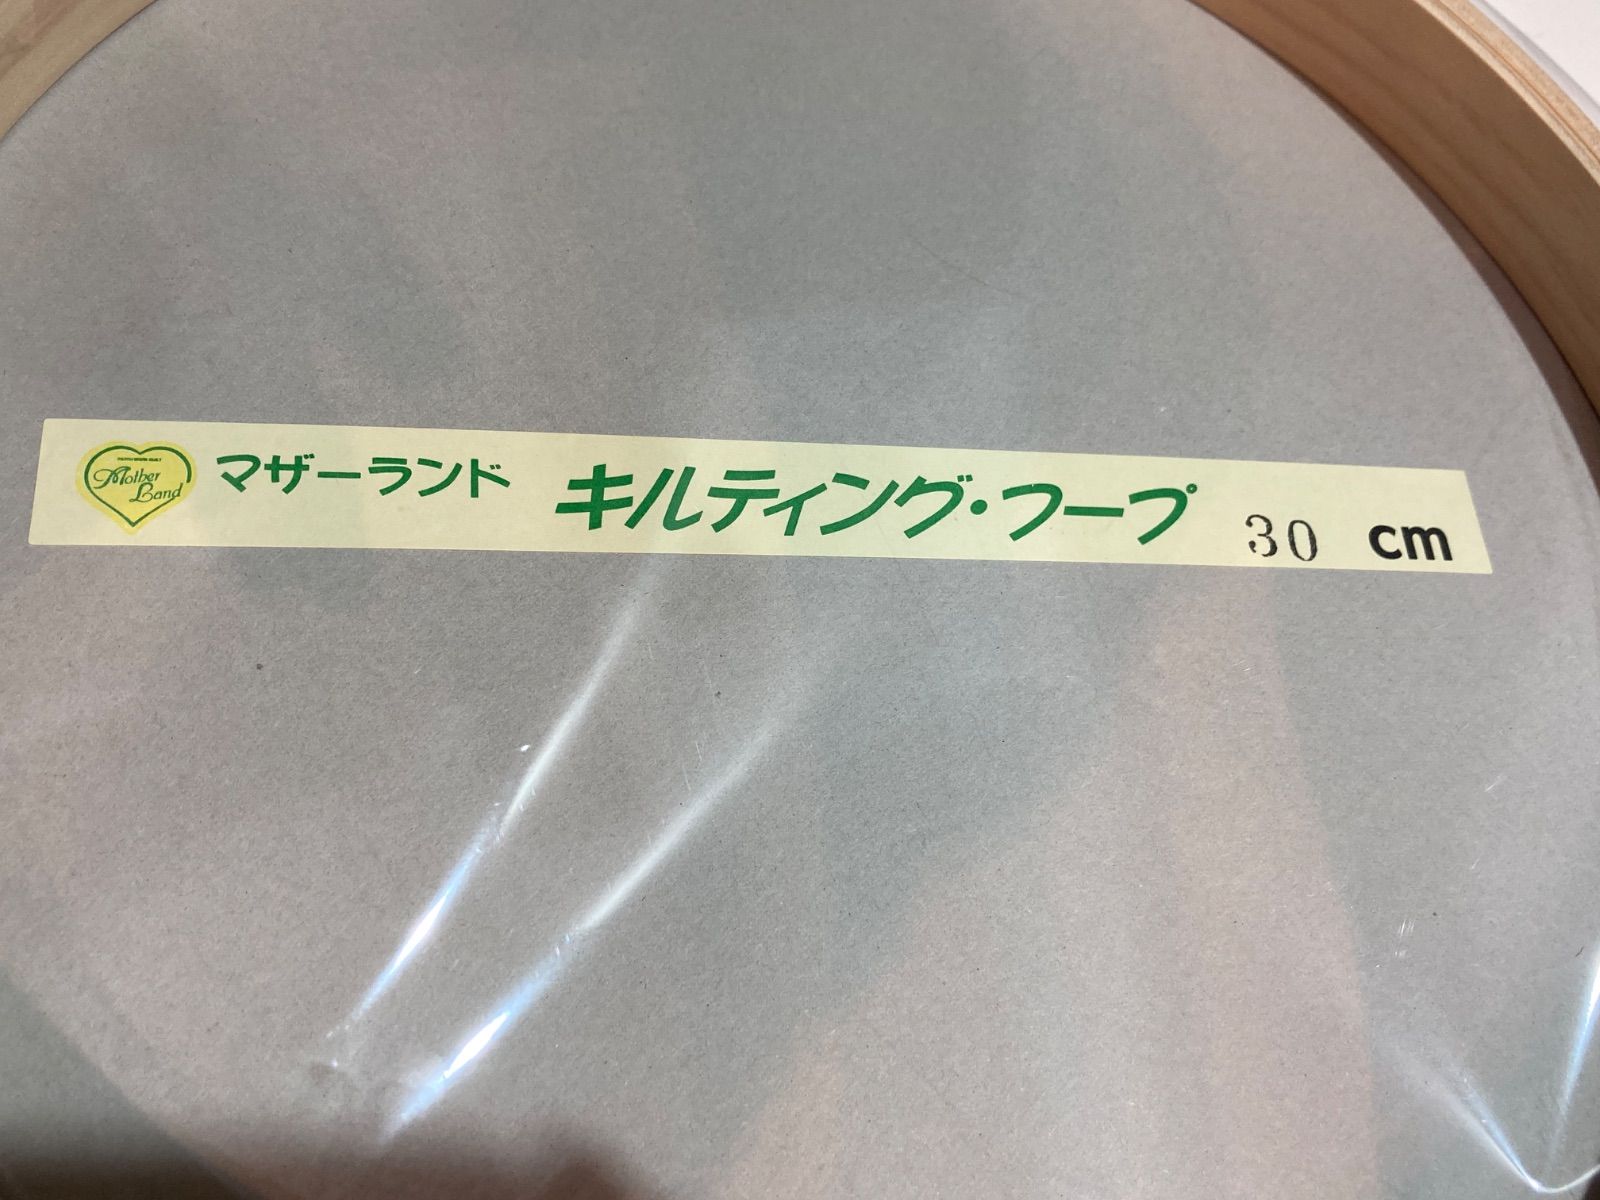 Mother
Land
マザーランド キルティング・フープ 30 cm